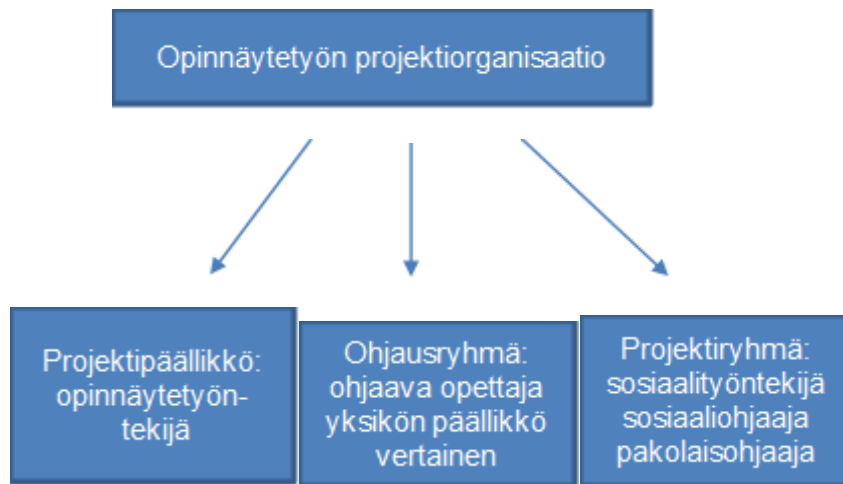 Opinnäytetyön projektiorganisaatio
Projektipäällikkö:
opinnäytetyön-
tekijä
Ohjausryhmä:
ohjaava opettaja
yksikön päällikkö
vertainen
Projektiryhmä:
sosiaalityöntekijä
sosiaaliohjaaja
pakolaisohjaaja